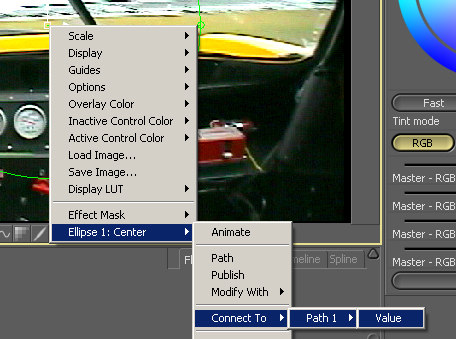 Scale
Display
Guides
Options
Overlay Color
Inactive Control Color
Active Control Color
Load Image...
Save Image...
Display LUT
Effect Mask
Ellipse 1: Center
Animate
Path
Publish
Modify With
Connect To
Path 1
Value
Fl
meline
Spline
Fast
Tint mode
RGB
Master - RGB
Master - RGB
Master - RGB
Master - RGB